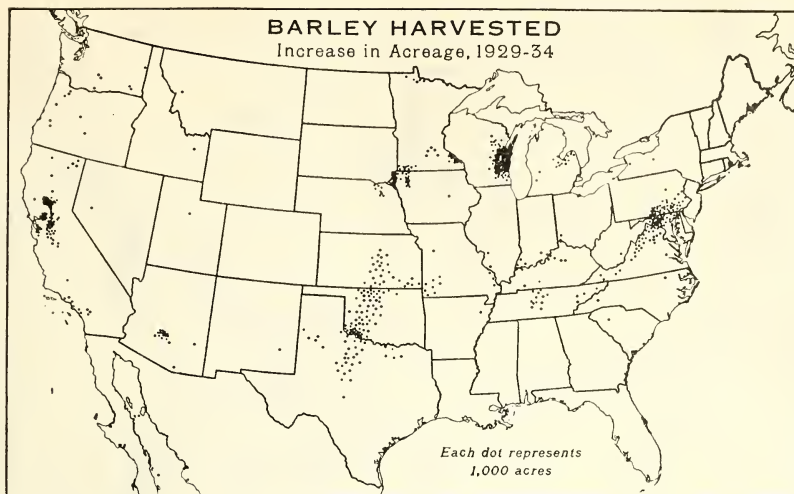 BARLEY HARVESTED
Increase in Acreage, 1929-34
Each dot represents
1,000 acres